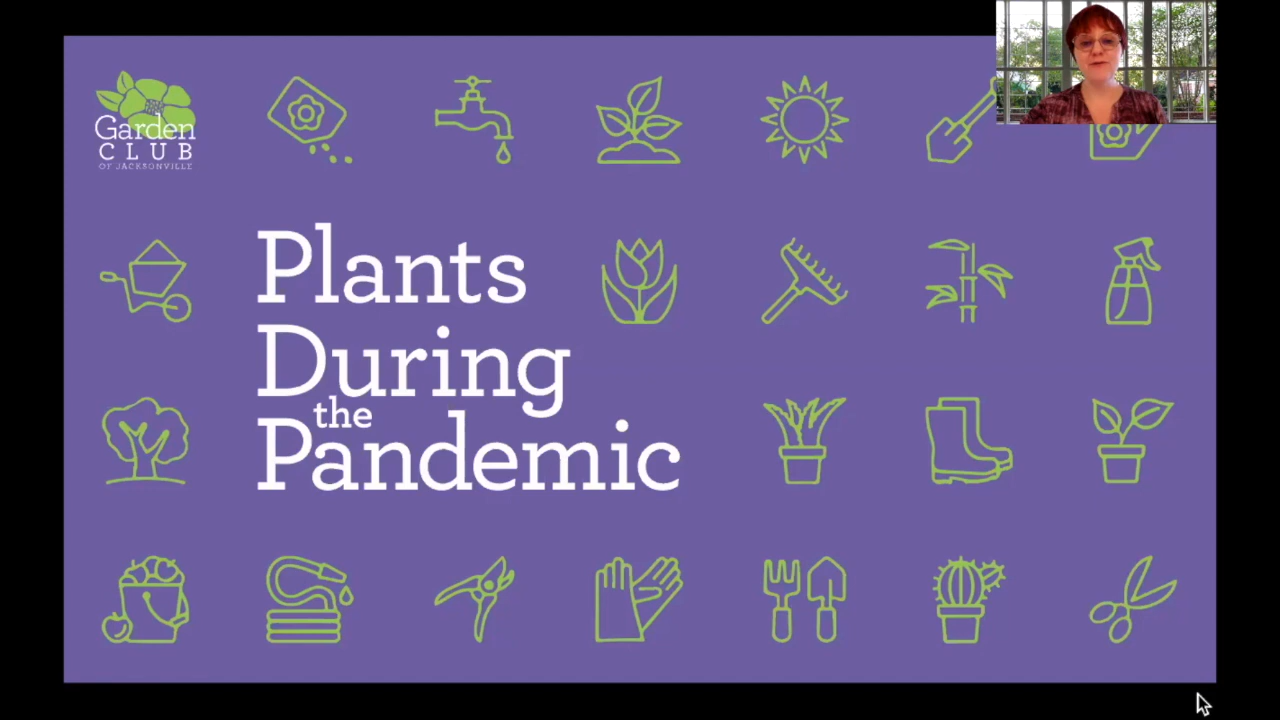 Garden
CLUB
OF JACKSONVILLE
Plants
During
the
Pandemic